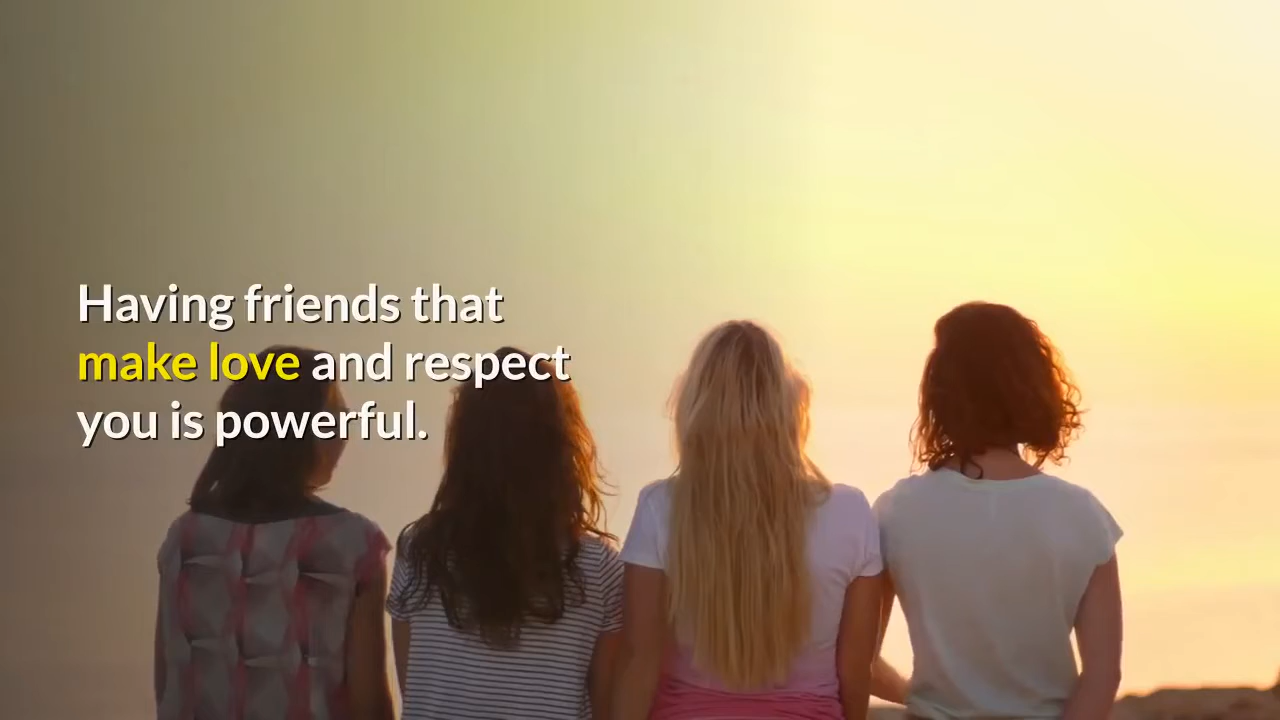 Having friends that
make love and respect
you is powerful.